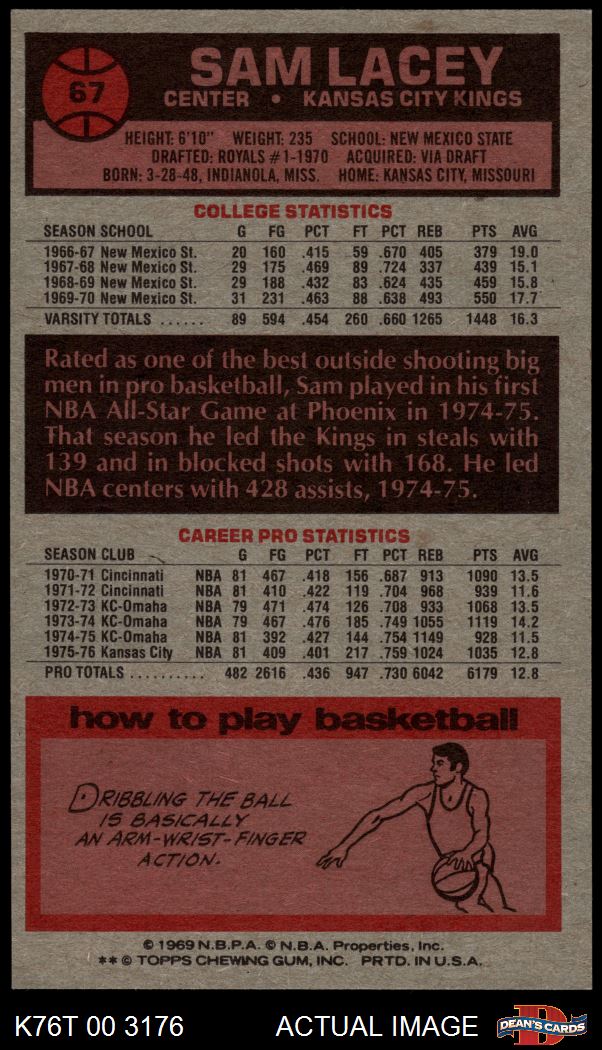 67
SAM LACEY
CENTER • KANSAS CITY KINGS
HEIGHT: 6'10" WEIGHT: 235 SCHOOL: NEW MEXICO STATE
DRAFTED: ROYALS #1-1970 ACQUIRED: VIA DRAFT
BORN: 3-28-48, INDIANOLA, MISS. HOME: KANSAS CITY, MISSOURI
COLLEGE STATISTICS
SEASON SCHOOL G FG PCT FT PCT REB PTS AVG
1966-67 New Mexico St. 20 160 .415 59 .670 405 379 19.0
1967-68 New Mexico St. 29 175 .469 89 .724 337 439 15.1
1968-69 New Mexico St. 29 188 .432 83 .624 435 459 15.8
1969-70 New Mexico St. 31 231 .463 88 .638 493 550 17.7
VARSITY TOTALS ...... 89 594 .454 260 .660 1265 1448 16.3
Rated as one of the best outside shooting big
men in pro basketball, Sam played in his first
NBA All-Star Game at Phoenix in 1974-75.
That season he led the Kings in steals with
139 and in blocked shots with 168. He led
NBA centers with 428 assists, 1974-75.
CAREER PRO STATISTICS
SEASON CLUB G FG PCT FT PCT REB PTS AVG
1970-71 Cincinnati NBA 81 467 .418 156 .687 913 1090 13.5
1971-72 Cincinnati NBA 81 410 .422 119 .704 968 939 11.6
1972-73 KC-Omaha NBA 79 471 .474 126 .708 933 1068 13.5
1973-74 KC-Omaha NBA 79 467 .476 185 .749 1055 1119 14.2
1974-75 KC-Omaha NBA 81 392 .427 144 .754 1149 928 11.5
1975-76 Kansas City NBA 81 409 .401 217 .759 1024 1035 12.8
PRO TOTALS .......... 482 2616 .436 947 .730 6042 6179 12.8
how to play basketball
DRIBBLING THE BALL
IS BASICALLY
AN ARM-WRIST-FINGER
ACTION.
© 1969 N.B.P.A. © N.B.A. Properties, Inc.
** © TOPPS CHEWING GUM, INC. PRTD. IN U.S.A.
K76T 00 3176 ACTUAL IMAGE
D
DEAN'S CARDS